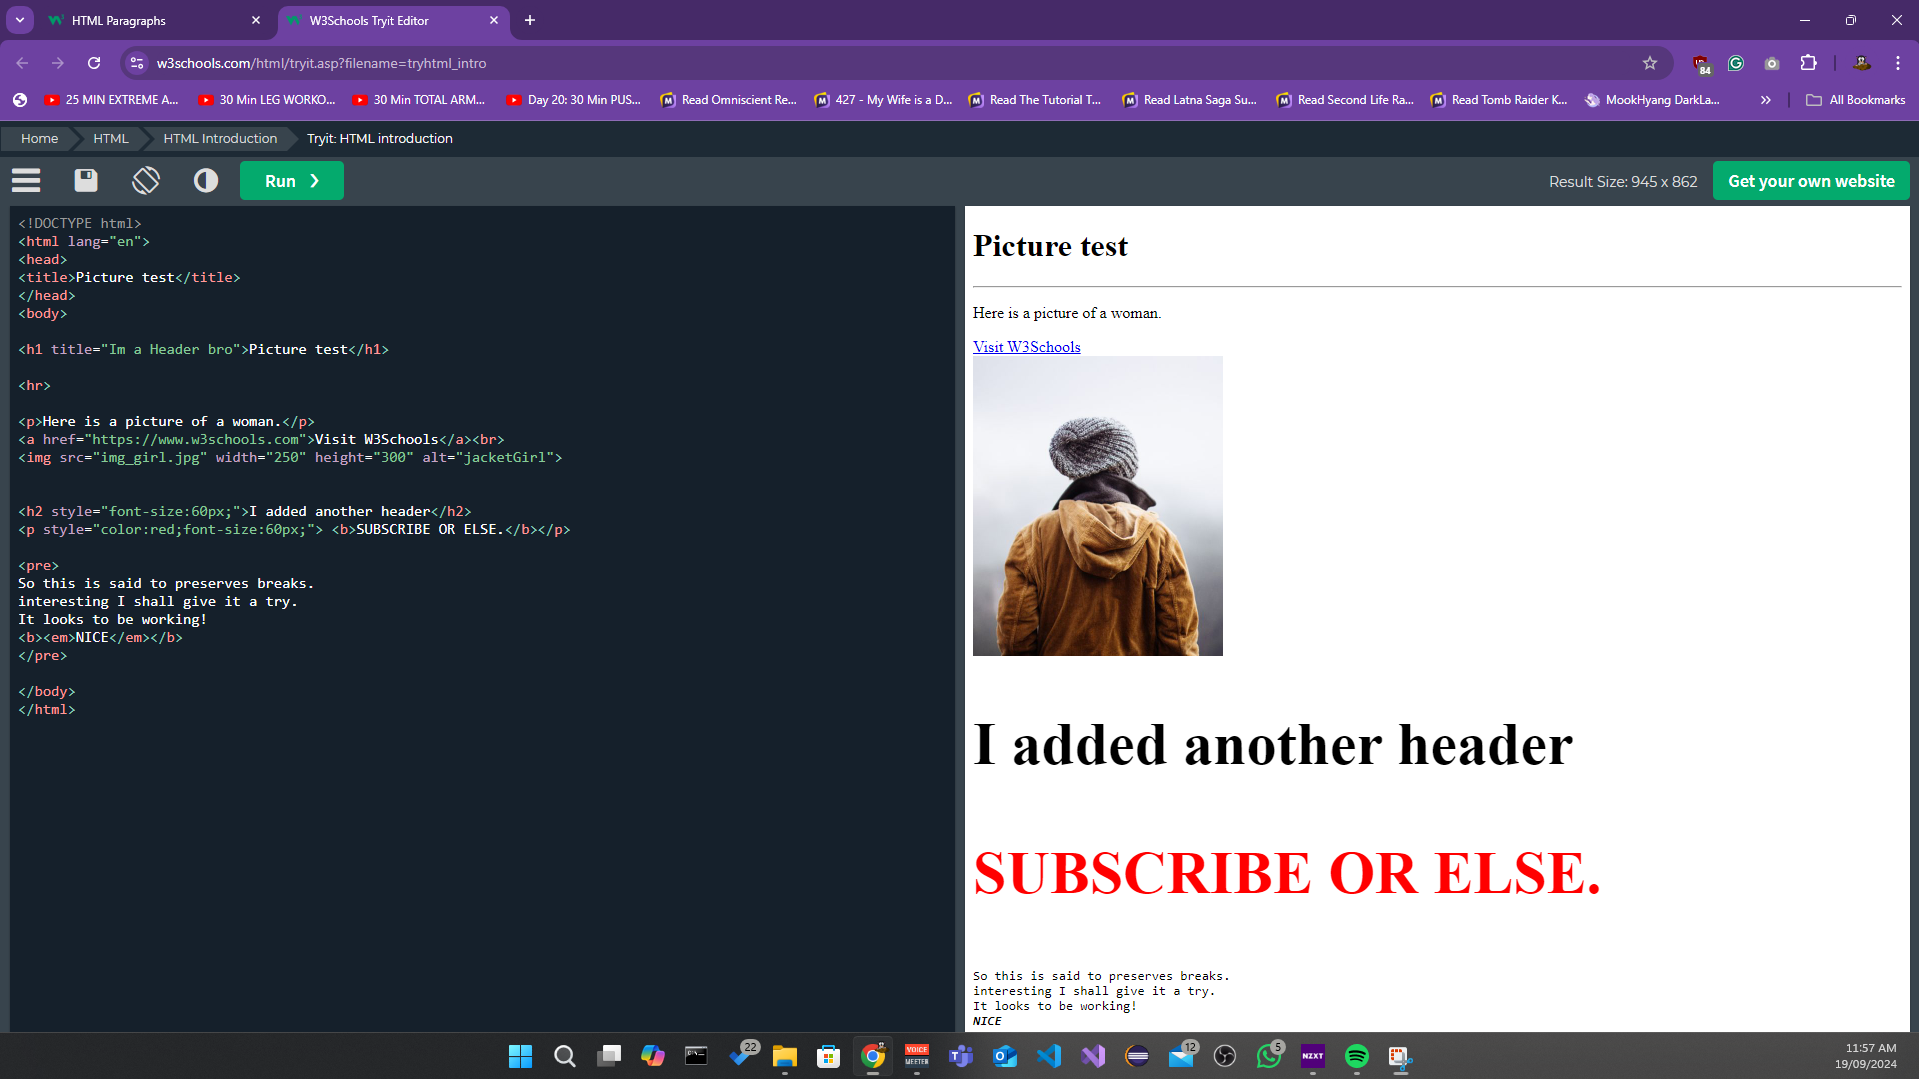 HTML Paragraphs
W3Schools Tryit Editor
w3schools.com/html/tryit.asp?filename=tryhtml_intro
84
25 MIN EXTREME A...
30 Min LEG WORKO...
30 Min TOTAL ARM...
Day 20: 30 Min PUS...
Read Omniscient Re...
427 - My Wife is a D...
Read The Tutorial T...
Read Latna Saga Su...
Read Second Life Ra...
Read Tomb Raider K...
MookHyang DarkLa...
All Bookmarks
Home
HTML
HTML Introduction
Tryit: HTML introduction
Run ❯
Result Size: 945 x 862
Get your own website
<!DOCTYPE html>
<html lang="en">
<head>
<title>Picture test</title>
</head>
<body>
<h1 title="Im a Header bro">Picture test</h1>
<hr>
<p>Here is a picture of a woman.</p>
<a href="https://www.w3schools.com">Visit W3Schools</a><br>
<img src="img_girl.jpg" width="250" height="300" alt="jacketGirl">
<h2 style="font-size:60px;">I added another header</h2>
<p style="color:red;font-size:60px;"> <b>SUBSCRIBE OR ELSE.</b></p>
<pre>
So this is said to preserves breaks.
interesting I shall give it a try.
It looks to be working!
<b><em>NICE</em></b>
</pre>
</body>
</html>
Picture test
Here is a picture of a woman.
Visit W3Schools
I added another header
SUBSCRIBE OR ELSE.
So this is said to preserves breaks.
interesting I shall give it a try.
It looks to be working!
NICE
22
VOICE
MEETER
12
5
NZXT
11:57 AM
19/09/2024